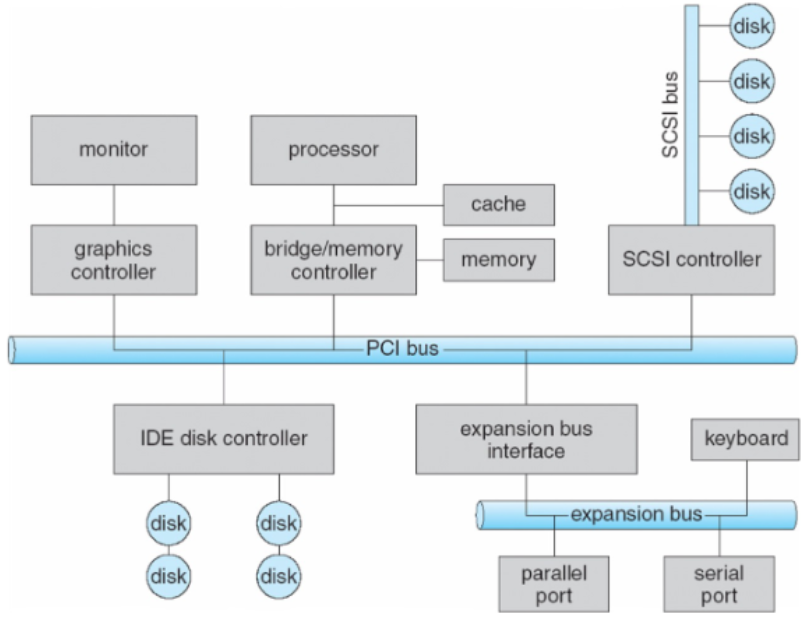 disk
disk
disk
disk
SCSI bus
monitor
processor
cache
graphics
controller
bridge/memory
controller
memory
SCSI controller
PCI bus
IDE disk controller
expansion bus
interface
keyboard
disk
disk
disk
disk
expansion bus
parallel
port
serial
port